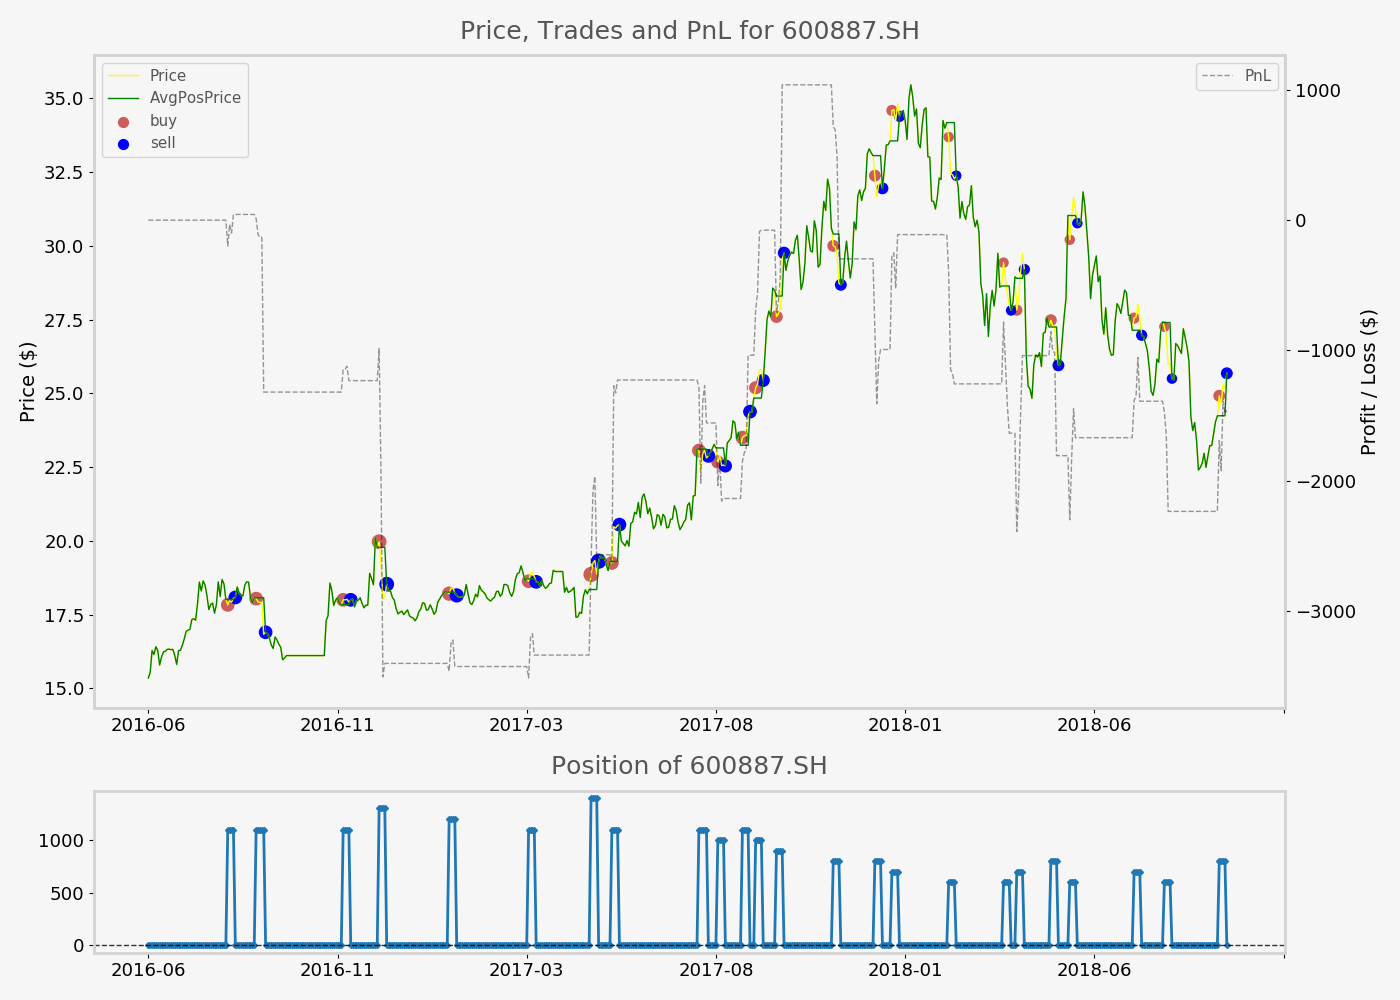 Price, Trades and PnL for 600887.SH
Price
AvgPosPrice
buy
sell
PnL
35.0
32.5
30.0
27.5
25.0
22.5
20.0
17.5
15.0
Price ($)
1000
0
−1000
−2000
−3000
Profit / Loss ($)
2016-06 2016-11 2017-03 2017-08 2018-01 2018-06
Position of 600887.SH
1000
500
0
2016-06 2016-11 2017-03 2017-08 2018-01 2018-06